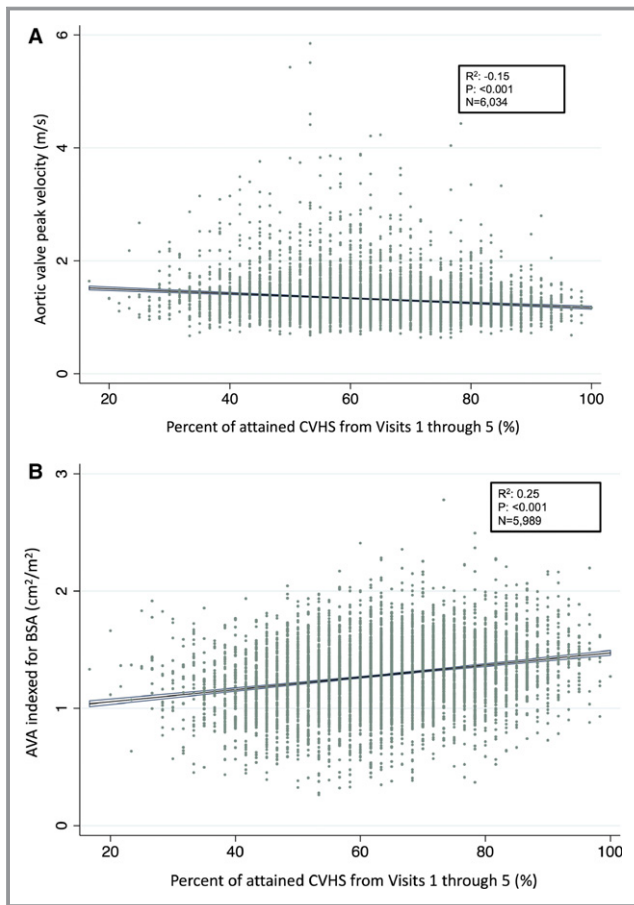 A
6
R²: -0.15
P: <0.001
N=6,034
Aortic valve peak velocity (m/s)
4
2
0
20 40 60 80 100
Percent of attained CVHS from Visits 1 through 5 (%)
B
3
R²: 0.25
P: <0.001
N=5,989
AVA indexed for BSA (cm²/m²)
2
1
0
20 40 60 80 100
Percent of attained CVHS from Visits 1 through 5 (%)